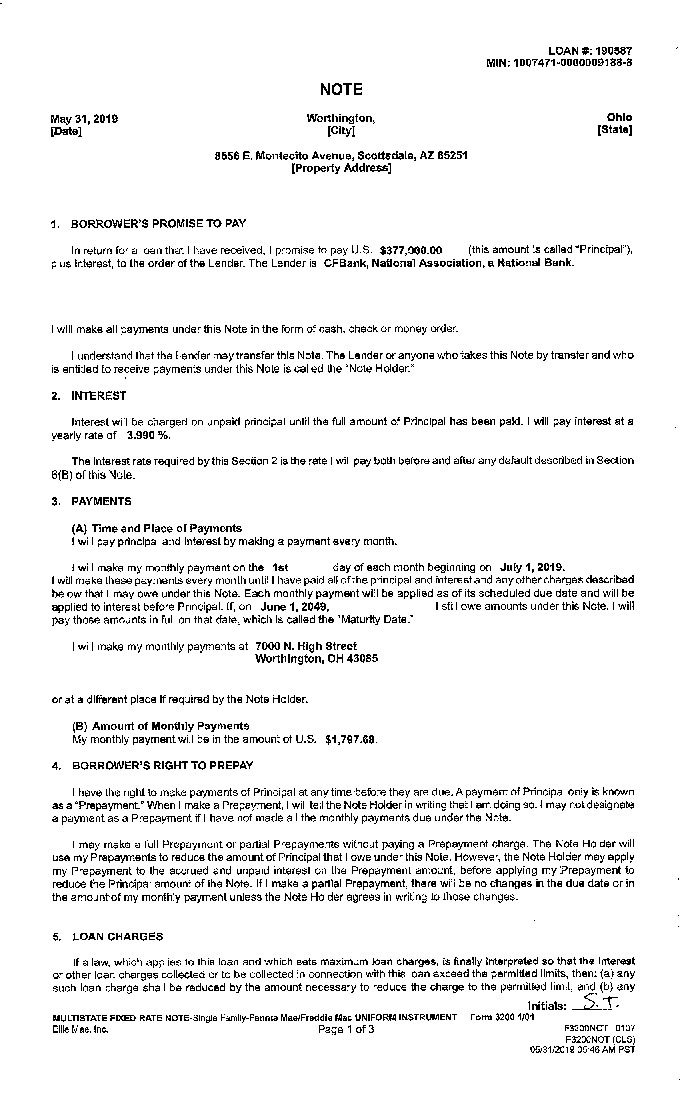 LOAN #: 190587
MIN: 1007471-0000009188-8
NOTE
May 31, 2019 Worthington, Ohio
[Date] [City] [State]
8556 E. Montecito Avenue, Scottsdale, AZ 85251
[Property Address]
1. BORROWER'S PROMISE TO PAY
In return for a loan that I have received, I promise to pay U.S. $377,000.00 (this amount is called "Principal"),
plus interest, to the order of the Lender. The Lender is CFBank, National Association, a National Bank.
I will make all payments under this Note in the form of cash, check or money order.
I understand that the Lender may transfer this Note. The Lender or anyone who takes this Note by transfer and who
is entitled to receive payments under this Note is called the "Note Holder."
2. INTEREST
Interest will be charged on unpaid principal until the full amount of Principal has been paid. I will pay interest at a
yearly rate of 3.990 %.
The interest rate required by this Section 2 is the rate I will pay both before and after any default described in Section
6(B) of this Note.
3. PAYMENTS
(A) Time and Place of Payments
I will pay principal and interest by making a payment every month.
I will make my monthly payment on the 1st day of each month beginning on July 1, 2019.
I will make these payments every month until I have paid all of the principal and interest and any other charges described
below that I may owe under this Note. Each monthly payment will be applied as of its scheduled due date and will be
applied to interest before Principal. If, on June 1, 2049, I still owe amounts under this Note, I will
pay those amounts in full on that date, which is called the "Maturity Date."
I will make my monthly payments at 7000 N. High Street
Worthington, OH 43085
or at a different place if required by the Note Holder.
(B) Amount of Monthly Payments
My monthly payment will be in the amount of U.S. $1,797.68.
4. BORROWER'S RIGHT TO PREPAY
I have the right to make payments of Principal at any time before they are due. A payment of Principal only is known
as a "Prepayment." When I make a Prepayment, I will tell the Note Holder in writing that I am doing so. I may not designate
a payment as a Prepayment if I have not made all the monthly payments due under the Note.
I may make a full Prepayment or partial Prepayments without paying a Prepayment charge. The Note Holder will
use my Prepayments to reduce the amount of Principal that I owe under this Note. However, the Note Holder may apply
my Prepayment to the accrued and unpaid interest on the Prepayment amount, before applying my Prepayment to
reduce the Principal amount of the Note. If I make a partial Prepayment, there will be no changes in the due date or in
the amount of my monthly payment unless the Note Holder agrees in writing to those changes.
5. LOAN CHARGES
If a law, which applies to this loan and which sets maximum loan charges, is finally interpreted so that the interest
or other loan charges collected or to be collected in connection with this loan exceed the permitted limits, then: (a) any
such loan charge shall be reduced by the amount necessary to reduce the charge to the permitted limit, and (b) any
Initials: S.T.
MULTISTATE FIXED RATE NOTE-Single Family-Fannie Mae/Freddie Mac UNIFORM INSTRUMENT Form 3200 1/01
Ellie Mae, Inc. Page 1 of 3 F3200NOT 0107
F3200NOT (CLS)
05/31/2019 05:46 AM PST